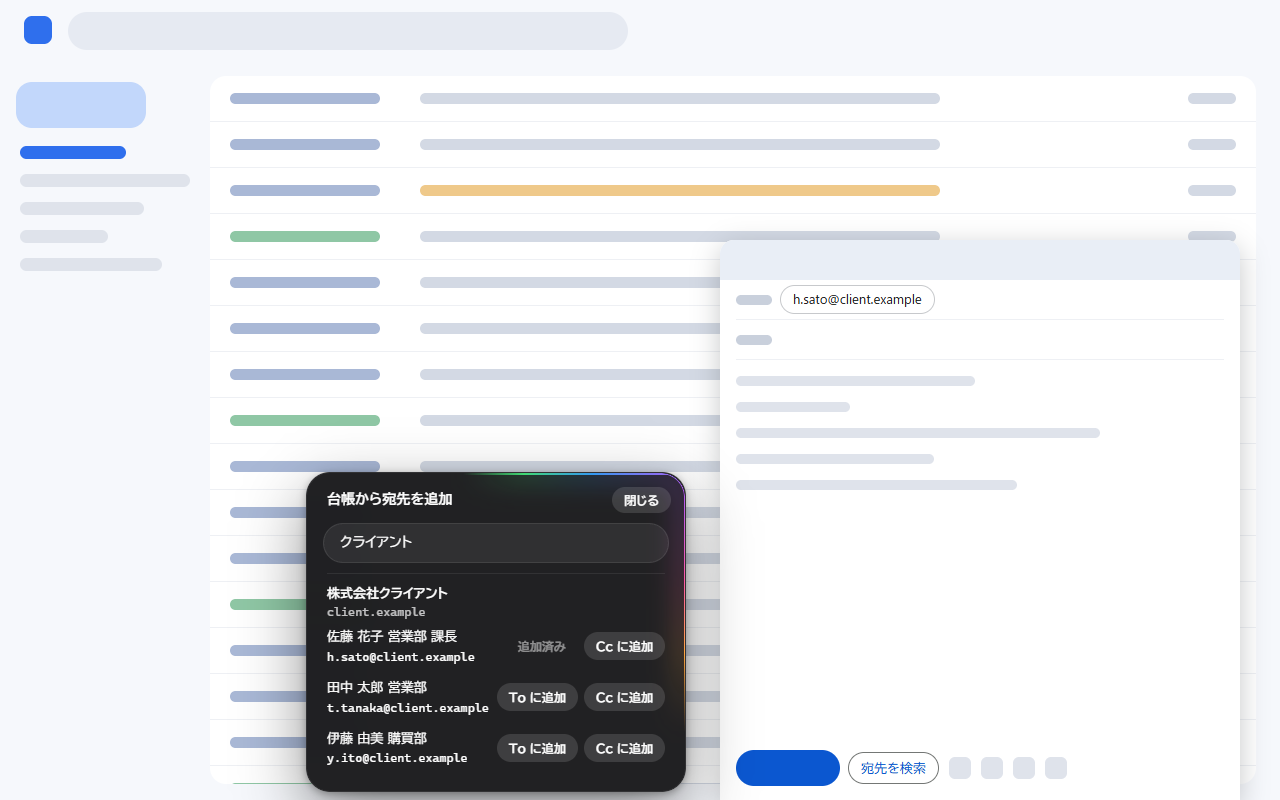 h.sato@client.example
台帳から宛先を追加
閉じる
クライアント
株式会社クライアント
client.example
佐藤 花子 営業部 課長
h.sato@client.example
追加済み
Cc に追加
田中 太郎 営業部
t.tanaka@client.example
To に追加
Cc に追加
伊藤 由美 購買部
y.ito@client.example
To に追加
Cc に追加
宛先を検索